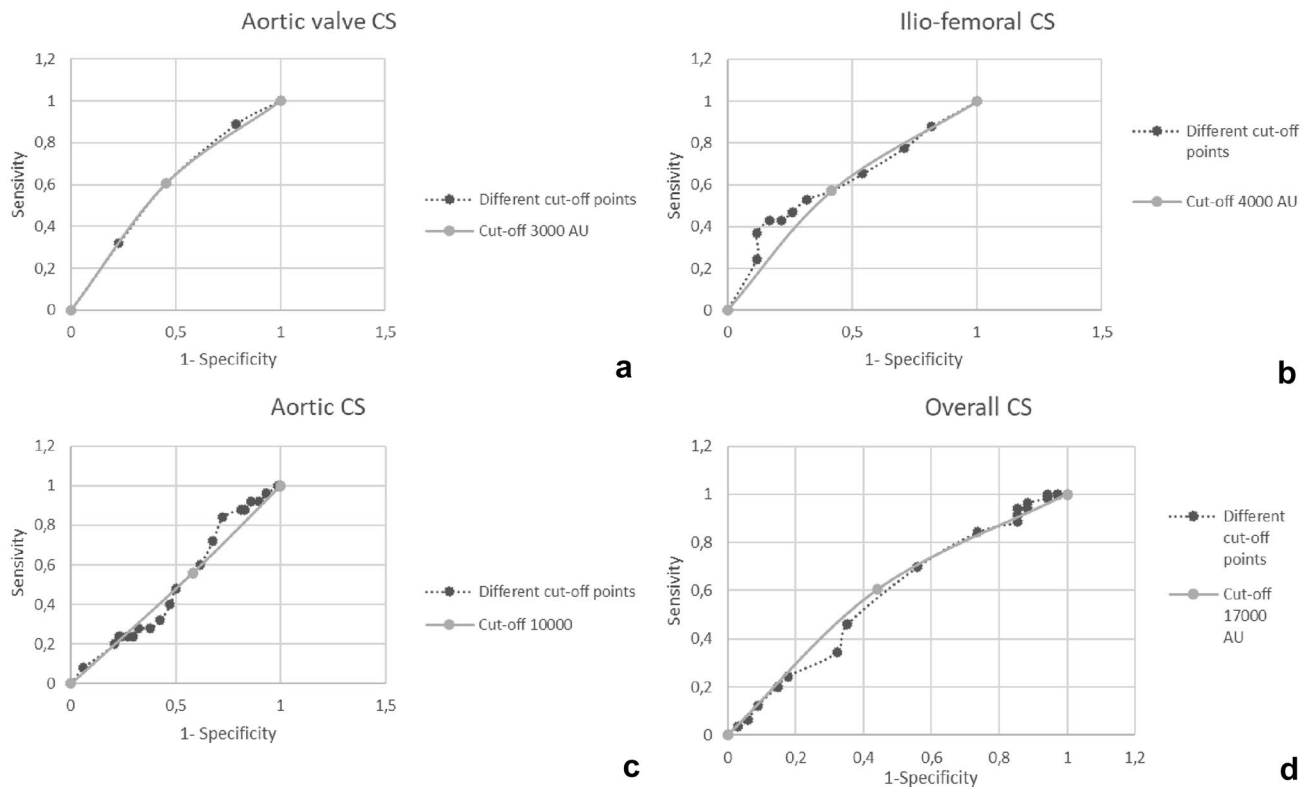 Aortic valve CS
1,2
1
0,8
0,6
0,4
0,2
0
Sensivity
0
0,5
1
1,5
1- Specificity
Different cut-off points
Cut-off 3000 AU
a
Ilio-femoral CS
1,2
1
0,8
0,6
0,4
0,2
0
Sensivity
0
0,5
1
1,5
1- Specificity
Different cut-off
points
Cut-off 4000 AU
b
Aortic CS
1,2
1
0,8
0,6
0,4
0,2
0
Sensivity
0
0,5
1
1,5
1- Specificity
Different cut-off points
Cut-off 10000
c
Overall CS
1,2
1
0,8
0,6
0,4
0,2
0
Sensivity
0
0,2
0,4
0,6
0,8
1
1,2
1-Specificity
Different
cut-off
points
Cut-off
17000
AU
d